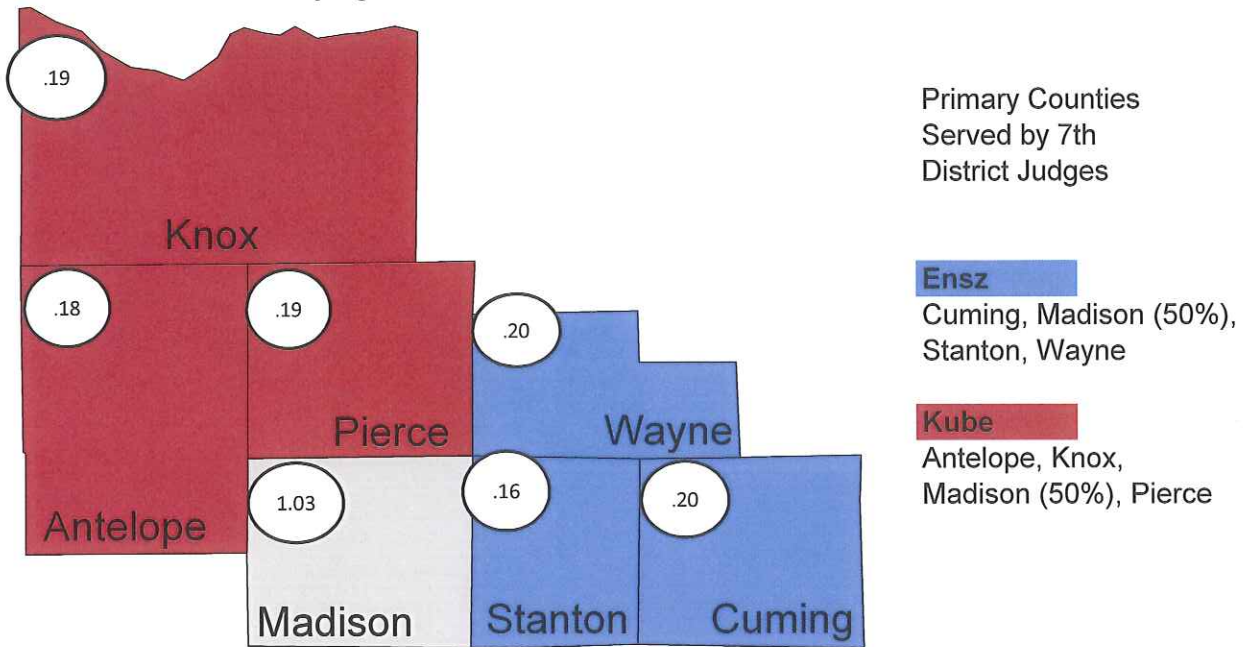 .19
Knox
.18
.19
.20
Pierce
Wayne
Antelope
1.03
.16
.20
Madison
Stanton
Cuming
Primary Counties
Served by 7th
District Judges
Ensz
Cuming, Madison (50%),
Stanton, Wayne
Kube
Antelope, Knox,
Madison (50%), Pierce